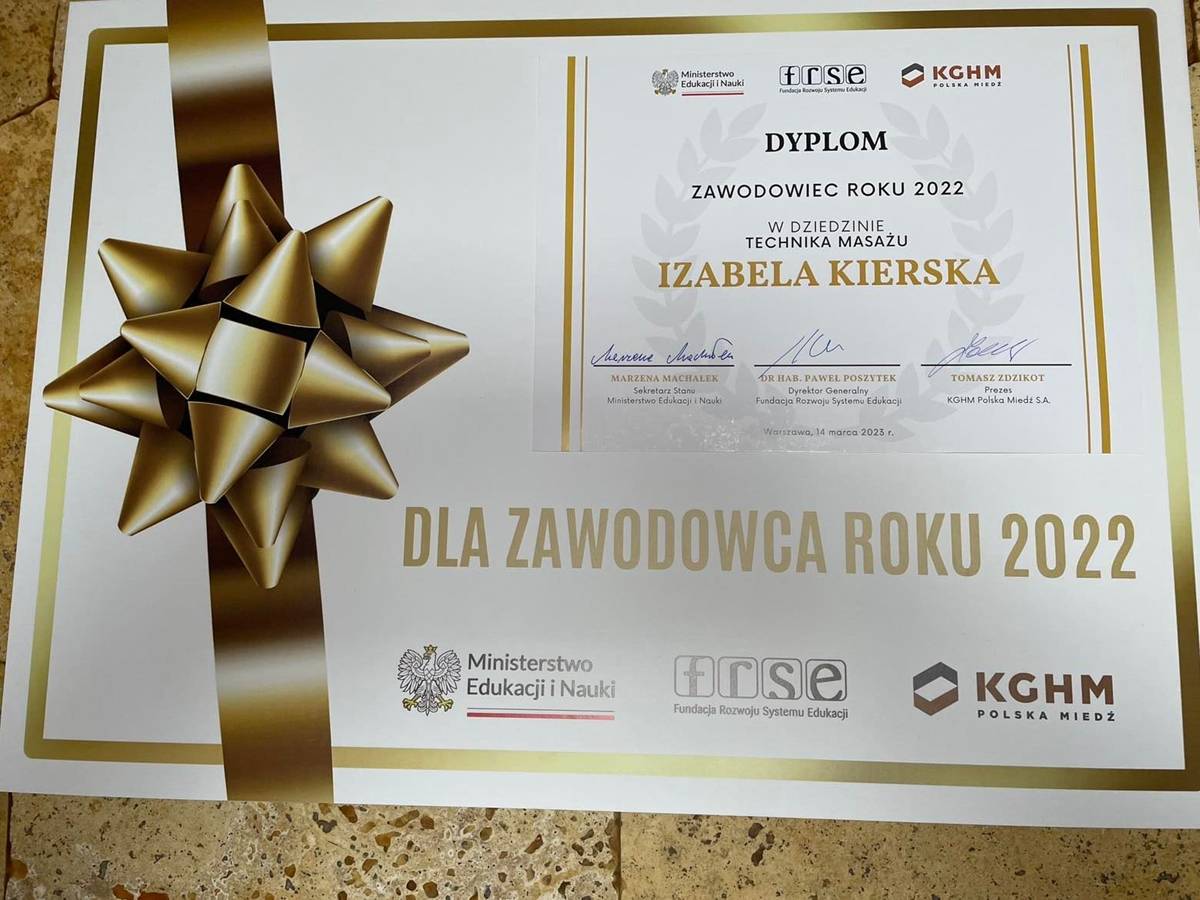 Ministerstwo
Edukacji i Nauki
frse
Fundacja Rozwoju Systemu Edukacji
KGHM
POLSKA MIEDŹ
DYPLOM
ZAWODOWIEC ROKU 2022
W DZIEDZINIE
TECHNIKA MASAŻU
IZABELA KIERSKA
Marzena Machałek
MARZENA MACHAŁEK
Sekretarz Stanu
Ministerstwo Edukacji i Nauki
DR HAB. PAWEŁ POSZYTEK
Dyrektor Generalny
Fundacja Rozwoju Systemu Edukacji
TOMASZ ZDZIKOT
Prezes
KGHM Polska Miedź S.A.
Warszawa, 14 marca 2023 r.
DLA ZAWODOWCA ROKU 2022
Ministerstwo
Edukacji i Nauki
frse
Fundacja Rozwoju Systemu Edukacji
KGHM
POLSKA MIEDŹ